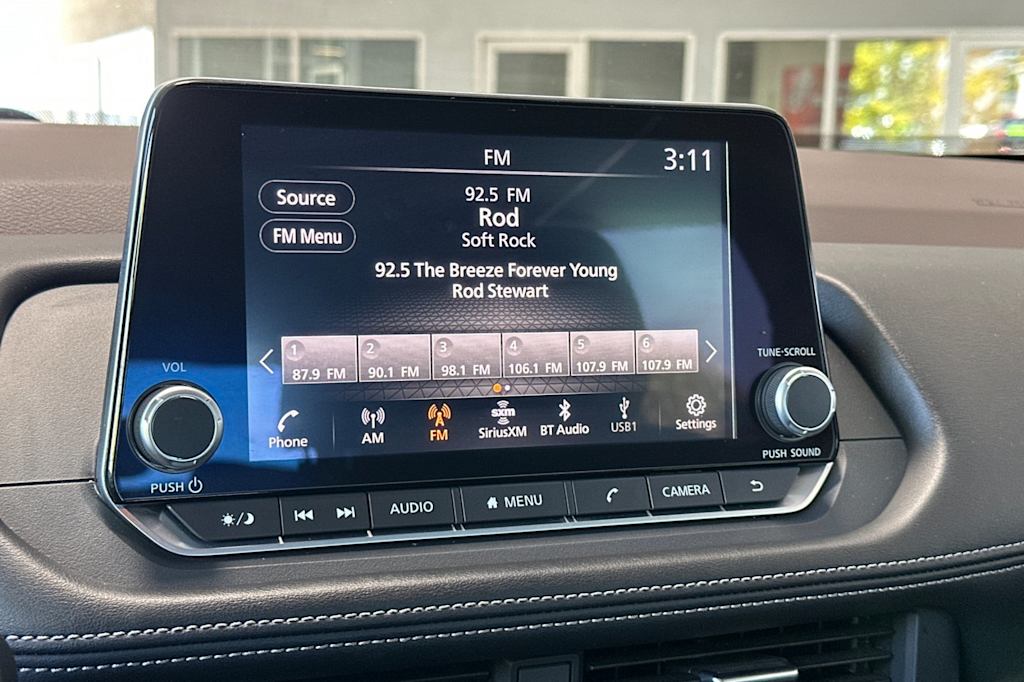 FM 3:11
Source
92.5 FM
Rod
FM Menu
Soft Rock
92.5 The Breeze Forever Young
Rod Stewart
1 2 3 4 5 6
87.9 FM 90.1 FM 98.1 FM 106.1 FM 107.9 FM 107.9 FM
VOL
TUNE·SCROLL
sxm
Phone AM FM SiriusXM BT Audio USB1 Settings
PUSH
PUSH SOUND
AUDIO MENU CAMERA